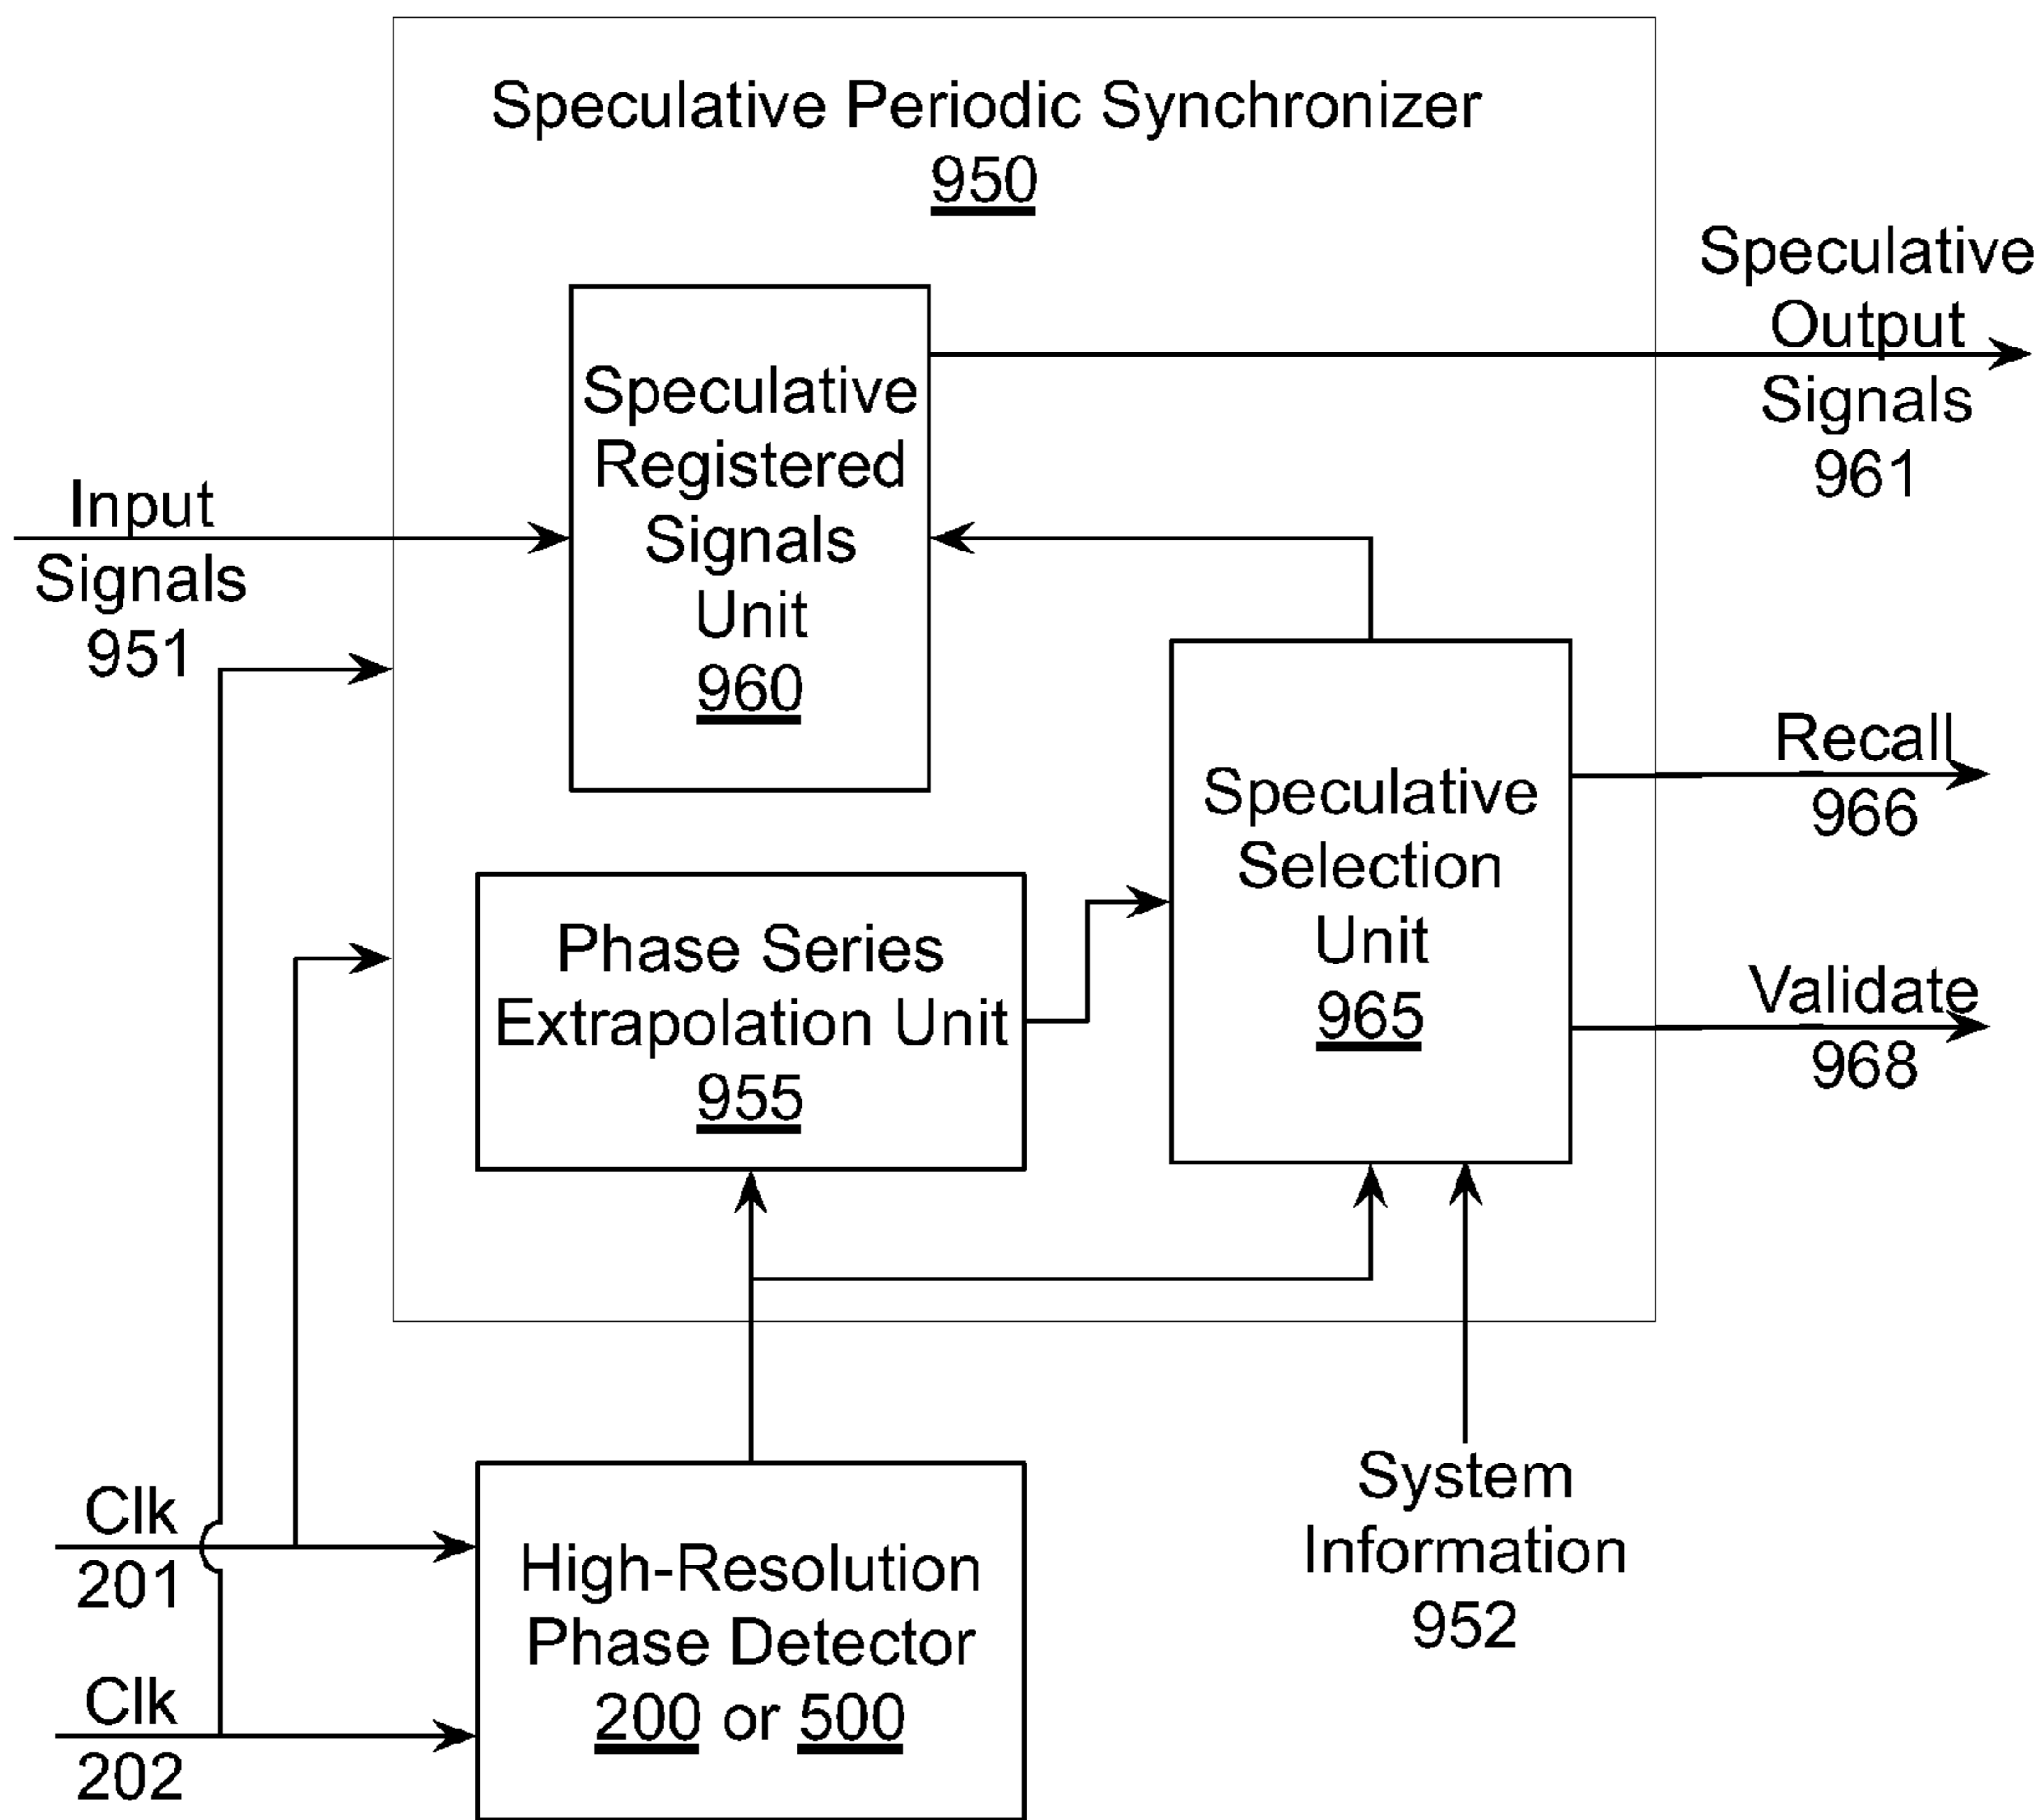 Speculative Periodic Synchronizer
950
Speculative
Output
Signals
961
Speculative
Registered
Signals
Unit
960
Input
Signals
951
Recall
966
Speculative
Selection
Unit
965
Validate
968
Phase Series
Extrapolation Unit
955
Clk
201
Clk
202
High-Resolution
Phase Detector
200 or 500
System
Information
952